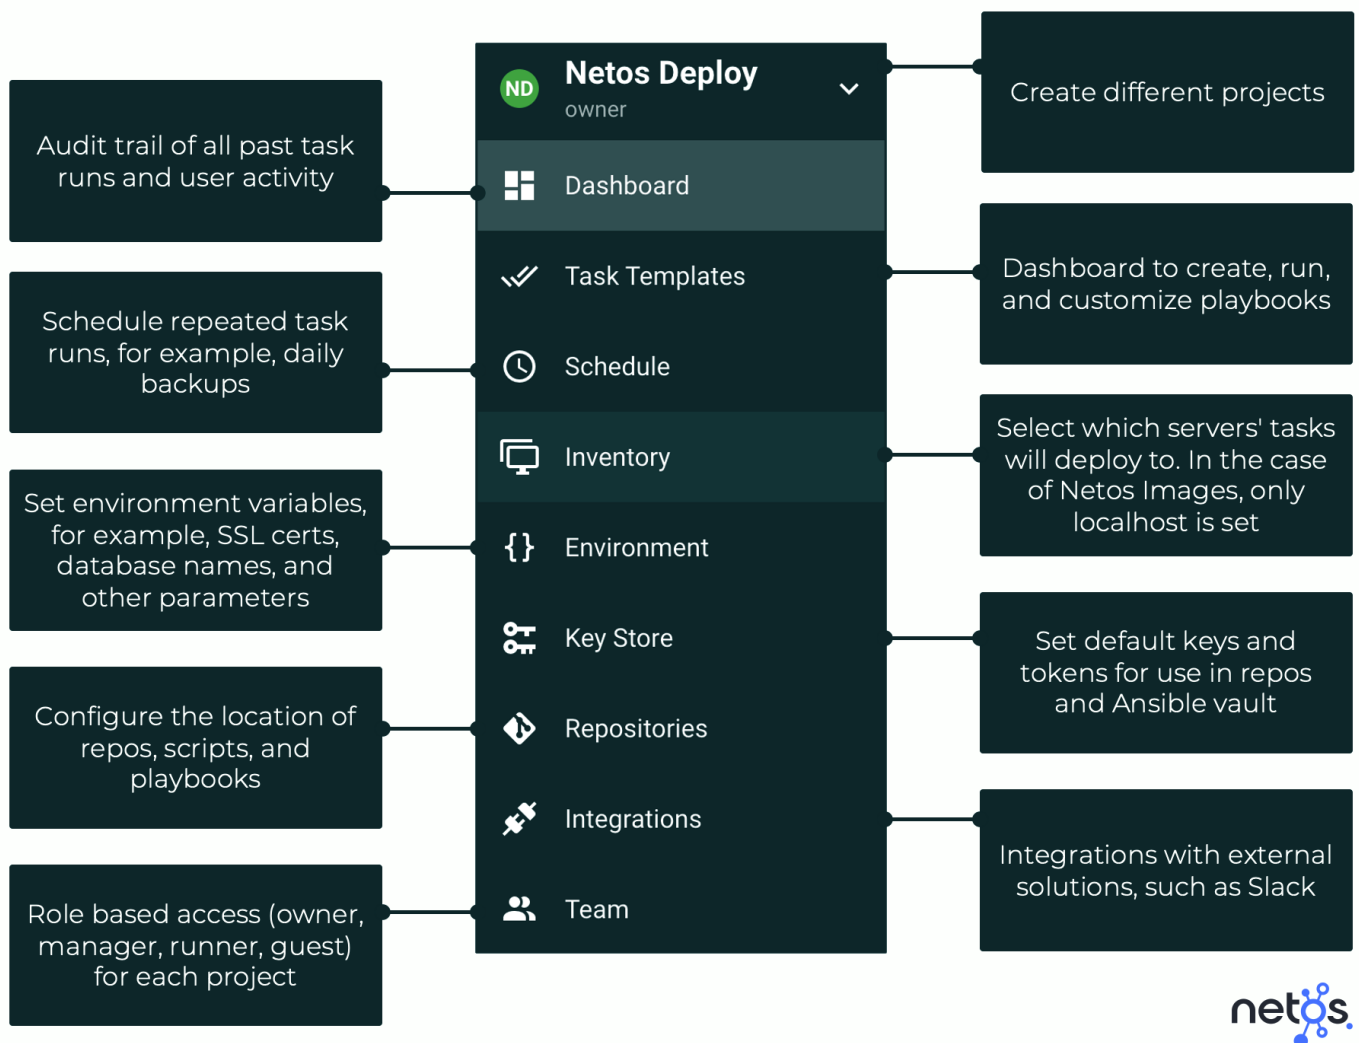 ND
Netos Deploy
owner
Dashboard
Task Templates
Schedule
Inventory
Environment
Key Store
Repositories
Integrations
Team
Audit trail of all past task
runs and user activity
Schedule repeated task
runs, for example, daily
backups
Set environment variables,
for example, SSL certs,
database names, and
other parameters
Configure the location of
repos, scripts, and
playbooks
Role based access (owner,
manager, runner, guest)
for each project
Create different projects
Dashboard to create, run,
and customize playbooks
Select which servers' tasks
will deploy to. In the case
of Netos Images, only
localhost is set
Set default keys and
tokens for use in repos
and Ansible vault
Integrations with external
solutions, such as Slack
netos.